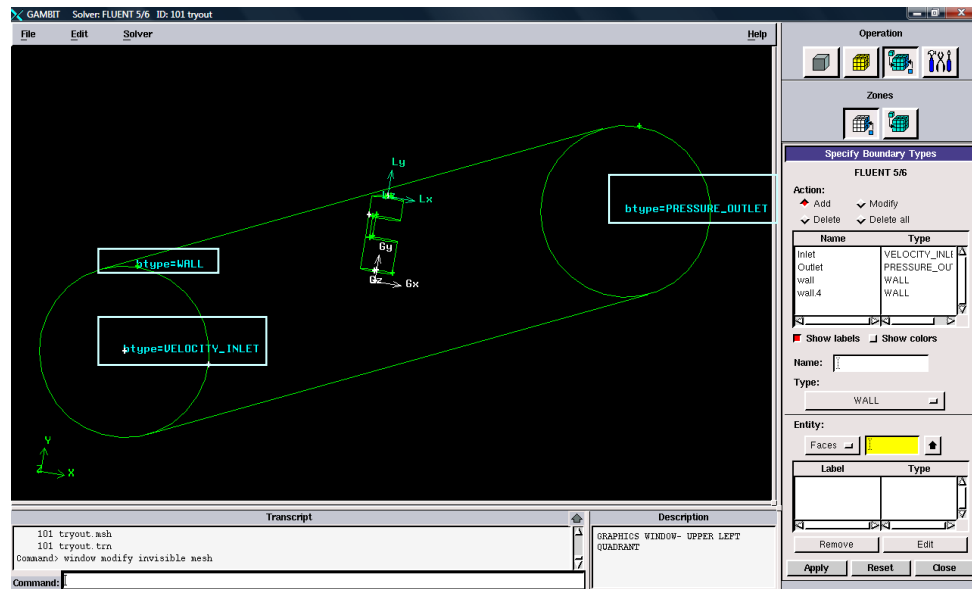 GAMBIT Solver: FLUENT 5/6 ID: 101 tryout
File Edit Solver Help
Operation
Zones
Specify Boundary Types
FLUENT 5/6
Action:
Add Modify
Delete Delete all
Name Type
Inlet VELOCITY_INLE
Outlet PRESSURE_OUT
wall WALL
wall.4 WALL
Show labels Show colors
Name:
Type:
WALL
Entity:
Faces
Label Type
Remove Edit
Apply Reset Close
Ly
Lx
btype=PRESSURE_OUTLET
Gy
Gz Gx
btype=WALL
btype=VELOCITY_INLET
Y
Z X
Transcript
101 tryout.msh
101 tryout.trn
Command> window modify invisible mesh
Command:
Description
GRAPHICS WINDOW- UPPER LEFT
QUADRANT